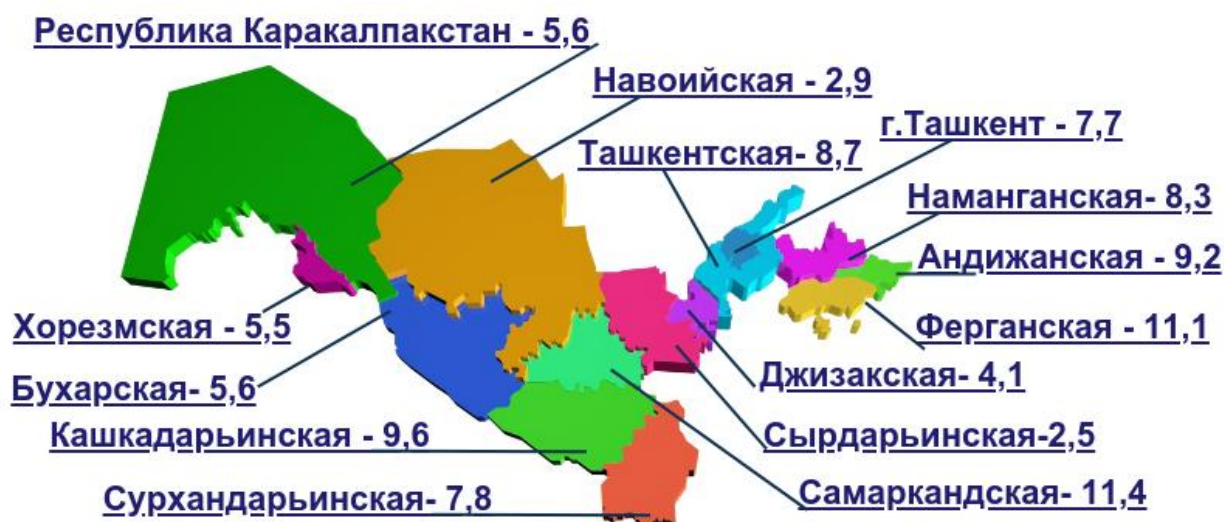 Республика Каракалпакстан - 5,6
Навоийская - 2,9
г.Ташкент - 7,7
Ташкентская- 8,7
Наманганская- 8,3
Андижанская - 9,2
Хорезмская - 5,5
Ферганская - 11,1
Бухарская- 5,6
Джизакская- 4,1
Кашкадарьинская - 9,6
Сырдарьинская-2,5
Сурхандарьинская- 7,8
Самаркандская- 11,4